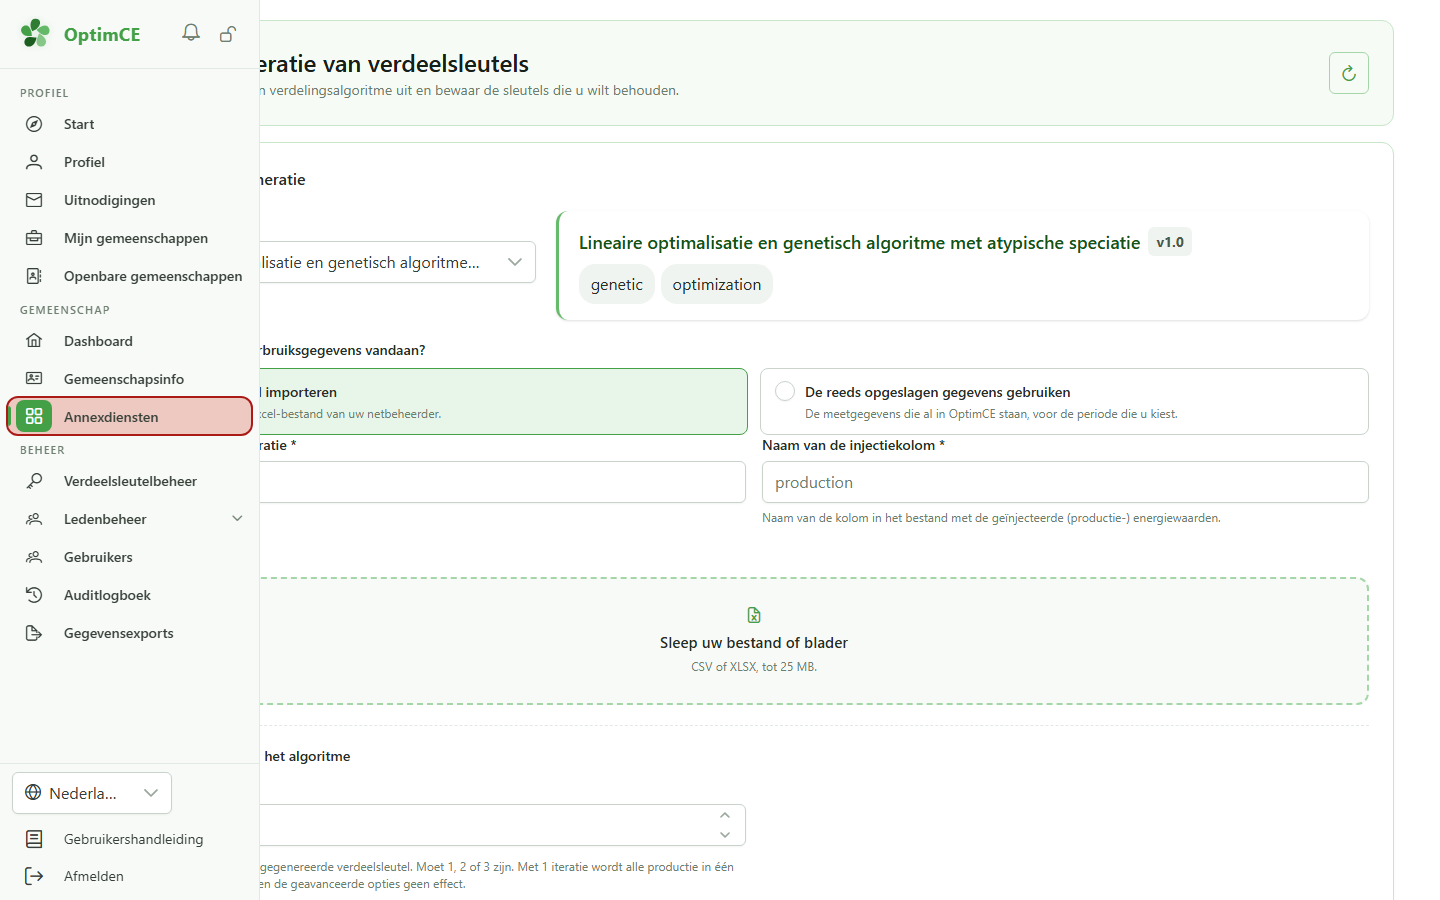 OptimCE
PROFIEL
Start
Profiel
Uitnodigingen
Mijn gemeenschappen
Openbare gemeenschappen
GEMEENSCHAP
Dashboard
Gemeenschapsinfo
Annexdiensten
BEHEER
Verdeelsleutelbeheer
Ledenbeheer
Gebruikers
Auditlogboek
Gegevensexports
Nederla...
Gebruikershandleiding
Afmelden
eratie van verdeelsleutels
n verdelingsalgoritme uit en bewaar de sleutels die u wilt behouden.
neratie
lisatie en genetisch algoritme...
Lineaire optimalisatie en genetisch algoritme met atypische speciatie v1.0
genetic optimization
rbruiksgegevens vandaan?
l importeren
ccel-bestand van uw netbeheerder.
De reeds opgeslagen gegevens gebruiken
De meetgegevens die al in OptimCE staan, voor de periode die u kiest.
ratie *
Naam van de injectiekolom *
production
Naam van de kolom in het bestand met de geïnjecteerde (productie-) energiewaarden.
Sleep uw bestand of blader
CSV of XLSX, tot 25 MB.
het algoritme
gegenereerde verdeelsleutel. Moet 1, 2 of 3 zijn. Met 1 iteratie wordt alle productie in één
en de geavanceerde opties geen effect.